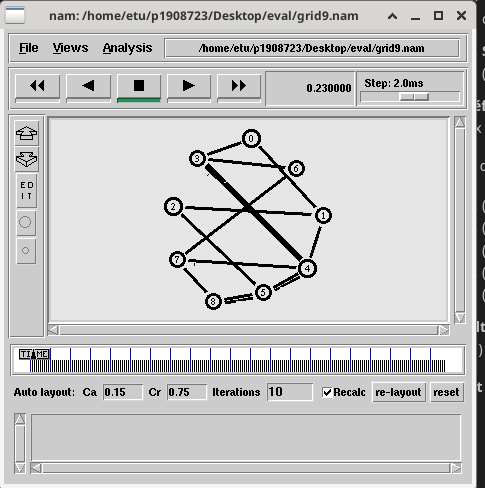 nam: /home/etu/p1908723/Desktop/eval/grid9.nam
File Views Analysis /home/etu/p1908723/Desktop/eval/grid9.nam
0.230000 Step: 2.0ms
E D
I T
0
3
6
2
1
7
4
5
8
TIME
Auto layout: Ca 0.15 Cr 0.75 Iterations 10 Recalc re-layout reset